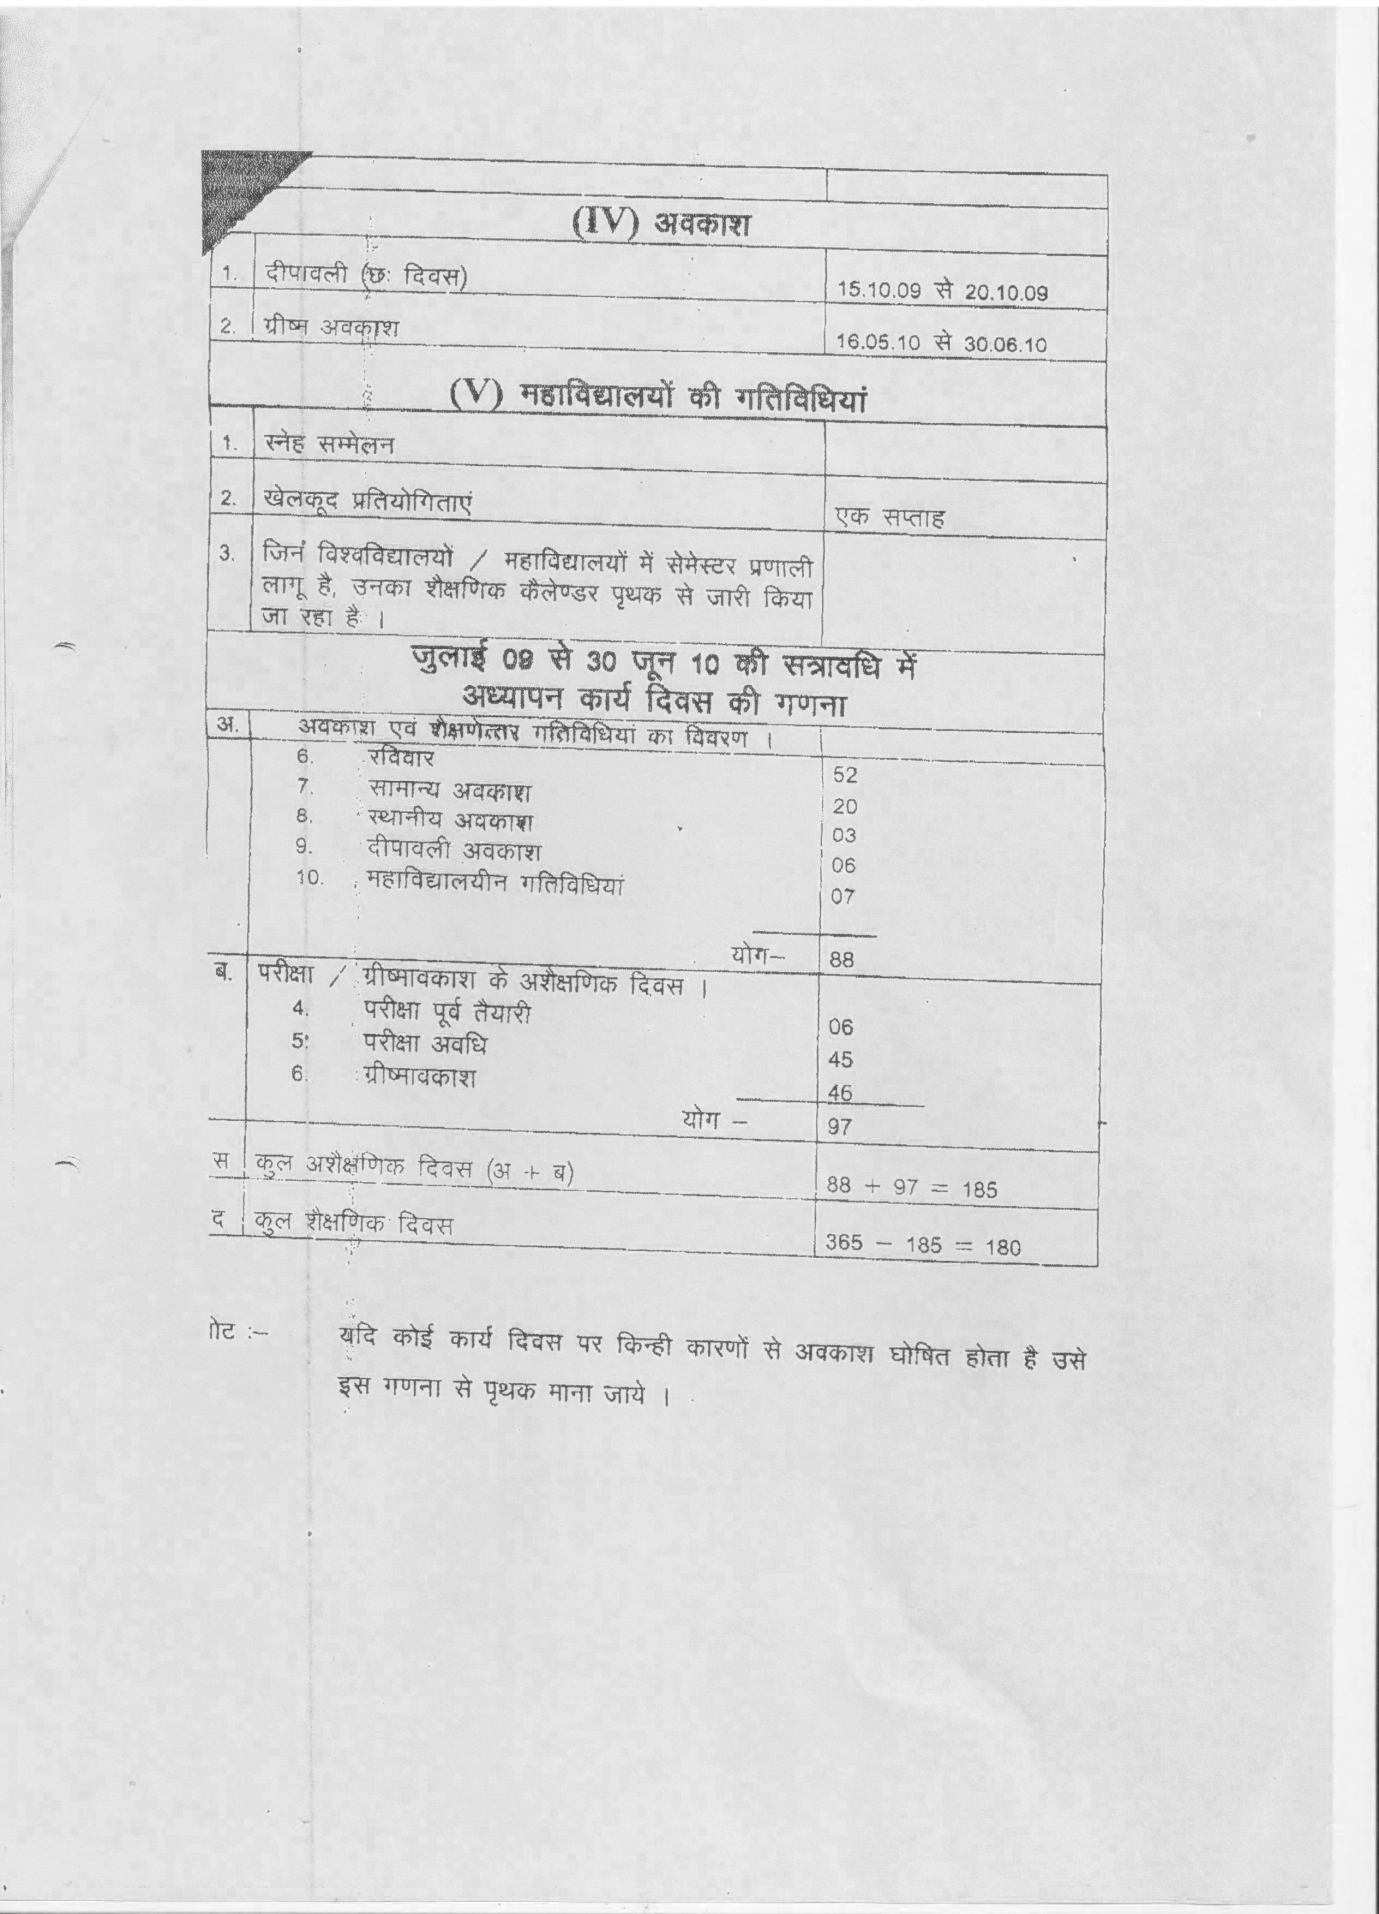 (IV) अवकाश
1. दीपावली (छः दिवस) 15.10.09 से 20.10.09
2. ग्रीष्म अवकाश 16.05.10 से 30.06.10
(V) महाविद्यालयों की गतिविधियां
1. स्नेह सम्मेलन
2. खेलकूद प्रतियोगिताएं एक सप्ताह
3. जिनं विश्वविद्यालयों / महाविद्यालयों में सेमेस्टर प्रणाली
लागू है, उनका शैक्षणिक कैलेण्डर पृथक से जारी किया
जा रहा है ।
जुलाई 09 से 30 जून 10 की सत्रावधि में
अध्यापन कार्य दिवस की गणना
अ. अवकाश एवं शैक्षणेत्तर गतिविधियां का विवरण ।
6. रविवार 52
7. सामान्य अवकाश 20
8. स्थानीय अवकाश 03
9. दीपावली अवकाश 06
10. महाविद्यालयीन गतिविधियां 07
योग– 88
ब. परीक्षा / ग्रीष्मावकाश के अशैक्षणिक दिवस ।
4. परीक्षा पूर्व तैयारी 06
5. परीक्षा अवधि 45
6. ग्रीष्मावकाश 46
योग – 97
स कुल अशैक्षणिक दिवस (अ + ब) 88 + 97 = 185
द कुल शैक्षणिक दिवस 365 – 185 = 180
ोट :– यदि कोई कार्य दिवस पर किन्ही कारणों से अवकाश घोषित होता है उसे
इस गणना से पृथक माना जाये ।